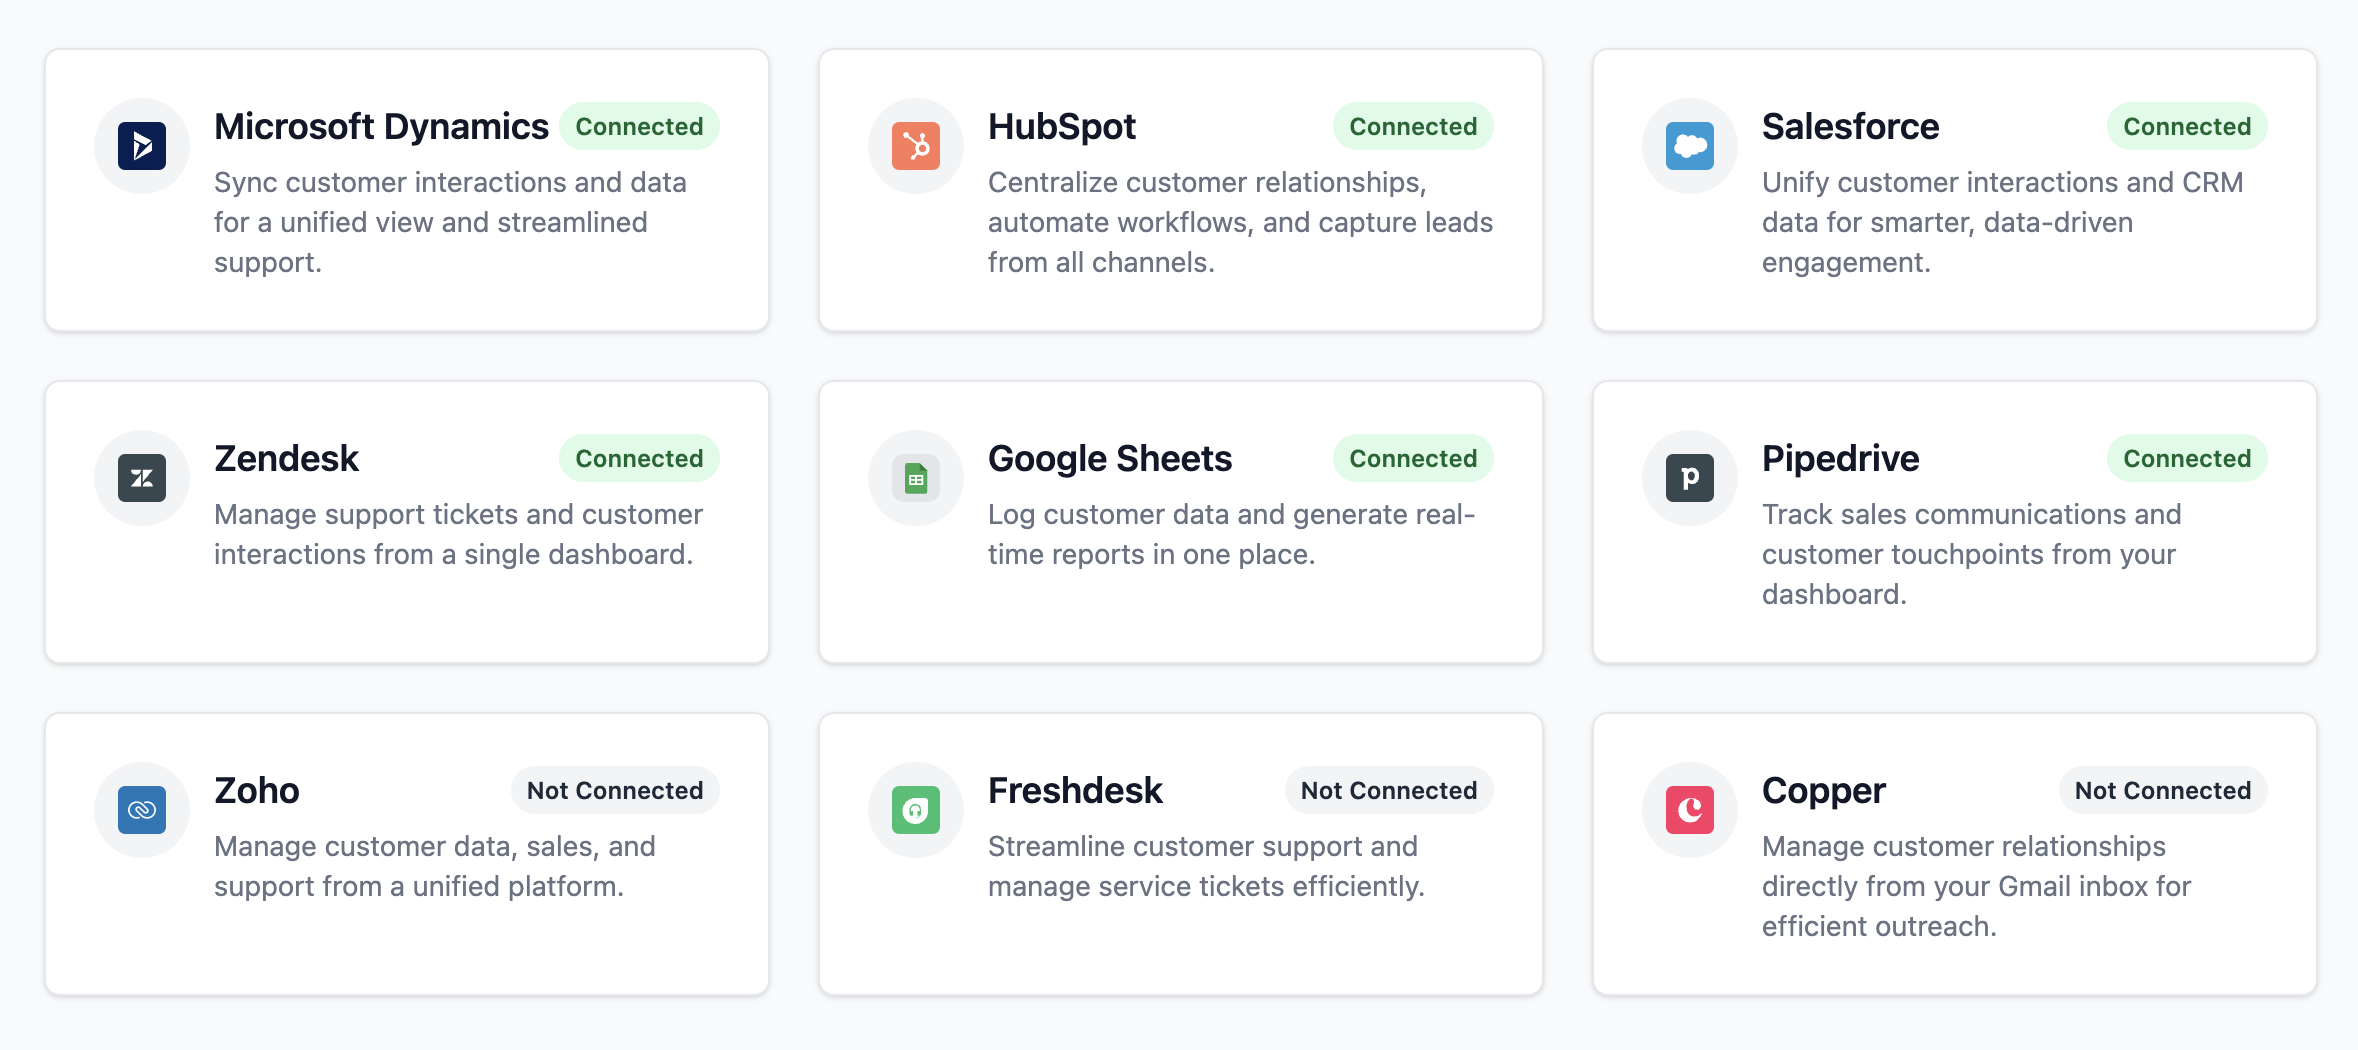 Microsoft Dynamics Connected
Sync customer interactions and data
for a unified view and streamlined
support.
HubSpot Connected
Centralize customer relationships,
automate workflows, and capture leads
from all channels.
Salesforce Connected
Unify customer interactions and CRM
data for smarter, data-driven
engagement.
Zendesk Connected
Manage support tickets and customer
interactions from a single dashboard.
Google Sheets Connected
Log customer data and generate real-
time reports in one place.
Pipedrive Connected
Track sales communications and
customer touchpoints from your
dashboard.
Zoho Not Connected
Manage customer data, sales, and
support from a unified platform.
Freshdesk Not Connected
Streamline customer support and
manage service tickets efficiently.
Copper Not Connected
Manage customer relationships
directly from your Gmail inbox for
efficient outreach.